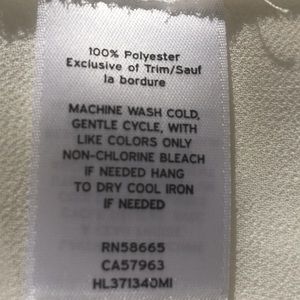 100% Polyester
Exclusive of Trim/Sauf
la bordure
MACHINE WASH COLD,
GENTLE CYCLE, WITH
LIKE COLORS ONLY
NON-CHLORINE BLEACH
IF NEEDED HANG
TO DRY COOL IRON
IF NEEDED
RN58665
CA57963
HL371340MI